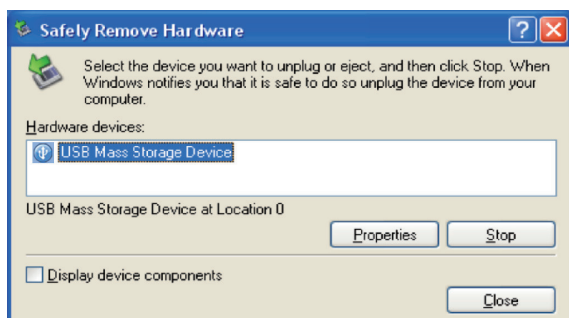 Safely Remove Hardware
Select the device you want to unplug or eject, and then click Stop. When
Windows notifies you that it is safe to do so unplug the device from your
computer.
Hardware devices:
USB Mass Storage Device
USB Mass Storage Device at Location 0
Properties Stop
Display device components
Close